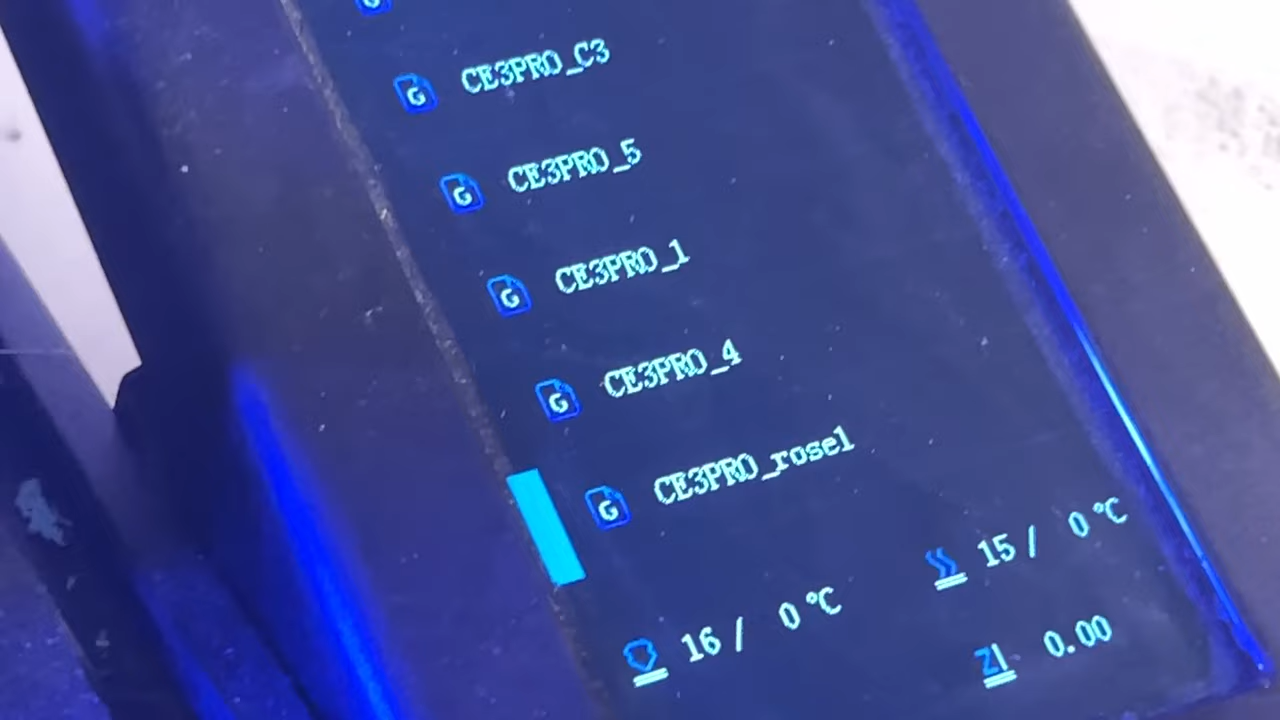 G CE3PRO_C3
G CE3PRO_5
G CE3PRO_1
G CE3PRO_4
G CE3PRO_rose1
16 / 0 °C
15 / 0 °C
Z 0.00